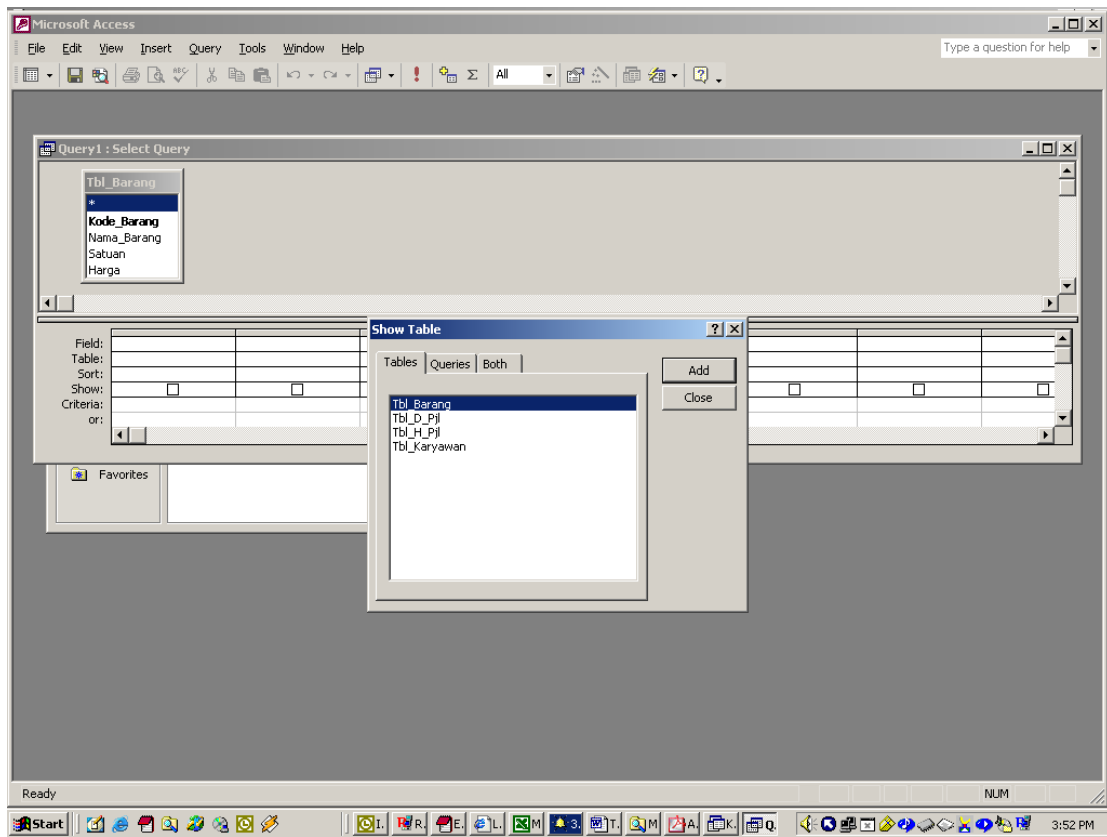 Microsoft Access
File Edit View Insert Query Tools Window Help
Type a question for help
ABC
All
Query1 : Select Query
Tbl_Barang
*
Kode_Barang
Nama_Barang
Satuan
Harga
Field:
Table:
Sort:
Show:
Criteria:
or:
Show Table
Tables Queries Both
Tbl_Barang
Tbl_D_Pjl
Tbl_H_Pjl
Tbl_Karyawan
Add
Close
Favorites
Ready
NUM
Start I. R. E. L. M 3. T. M A. K. Q. 3:52 PM